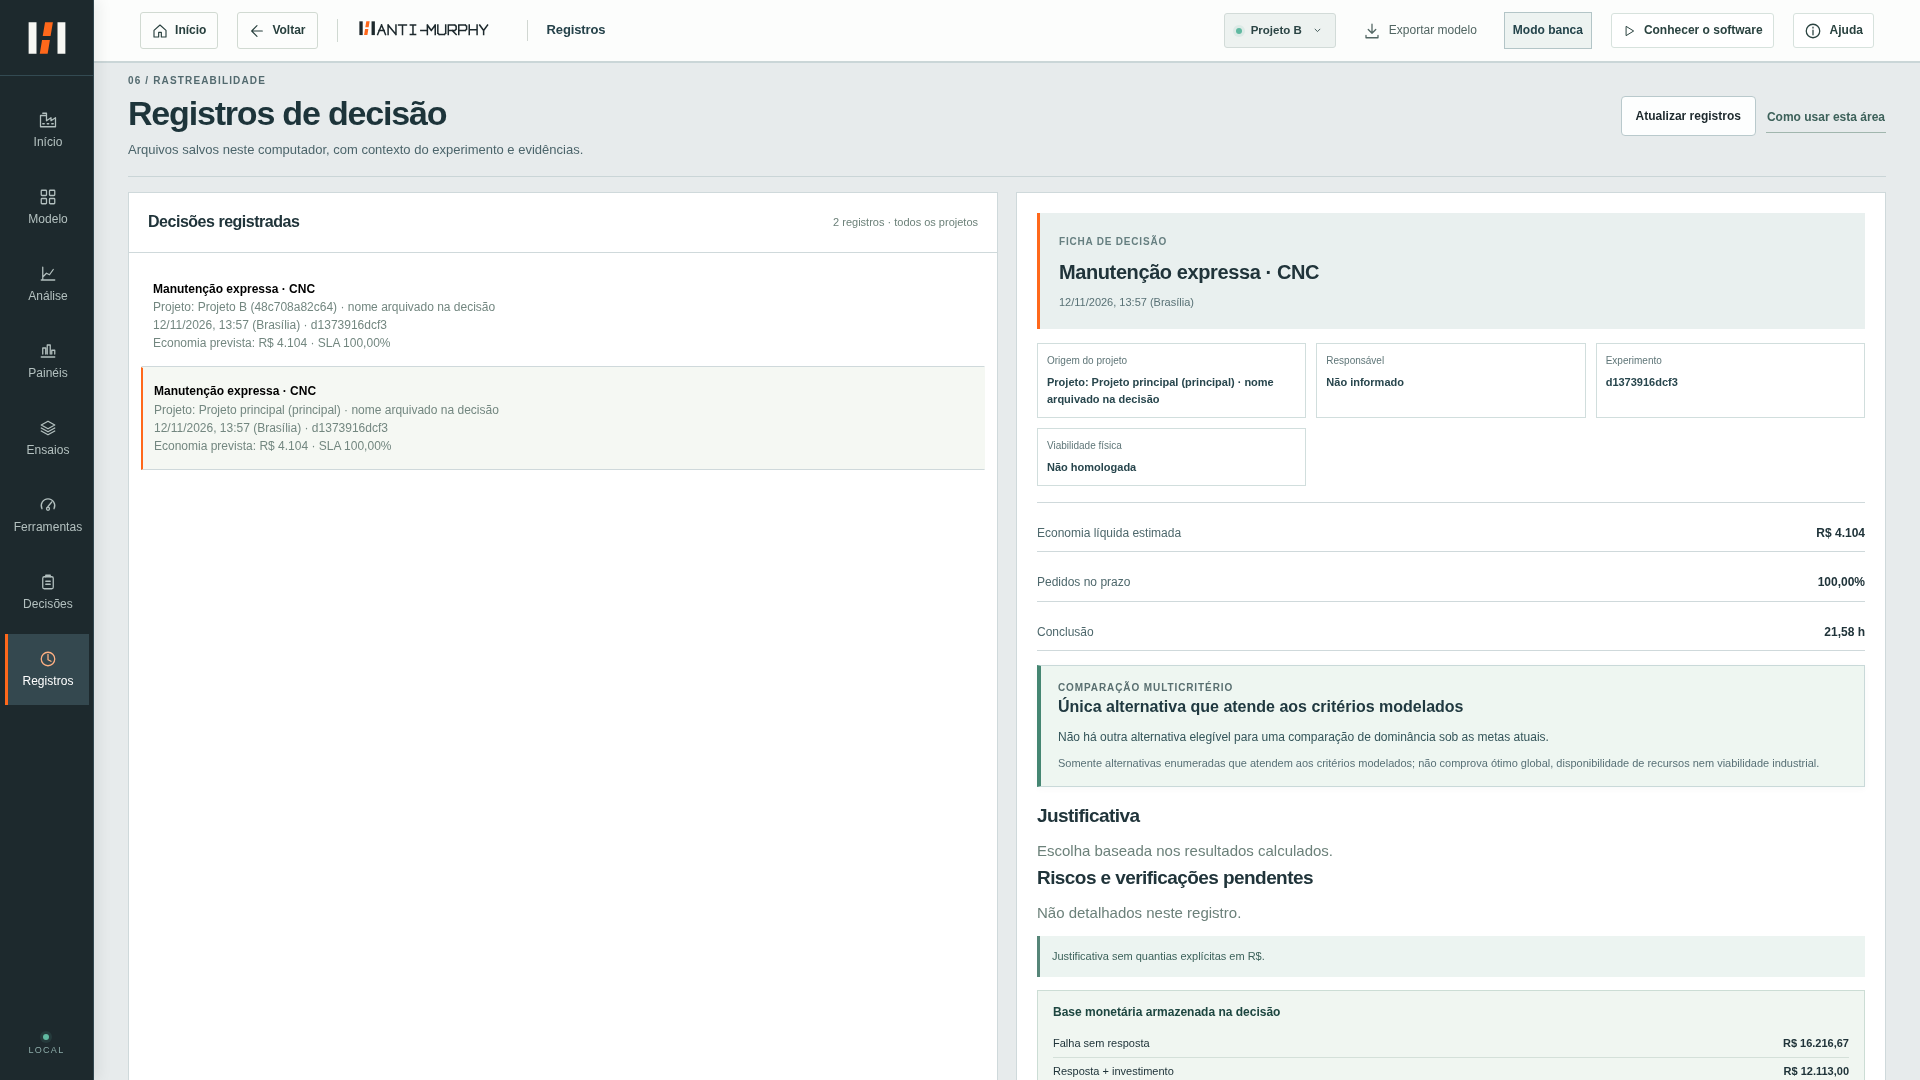 Início
Voltar
ANTI-MURPHY
Registros
Projeto B
Exportar modelo
Modo banca
Conhecer o software
Ajuda
Início
Modelo
Análise
Painéis
Ensaios
Ferramentas
Decisões
Registros
LOCAL
06 / RASTREABILIDADE
Registros de decisão
Arquivos salvos neste computador, com contexto do experimento e evidências.
Atualizar registros
Como usar esta área
Decisões registradas
2 registros · todos os projetos
Manutenção expressa · CNC
Projeto: Projeto B (48c708a82c64) · nome arquivado na decisão
12/11/2026, 13:57 (Brasília) · d1373916dcf3
Economia prevista: R$ 4.104 · SLA 100,00%
Manutenção expressa · CNC
Projeto: Projeto principal (principal) · nome arquivado na decisão
12/11/2026, 13:57 (Brasília) · d1373916dcf3
Economia prevista: R$ 4.104 · SLA 100,00%
FICHA DE DECISÃO
Manutenção expressa · CNC
12/11/2026, 13:57 (Brasília)
Origem do projeto
Projeto: Projeto principal (principal) · nome
arquivado na decisão
Responsável
Não informado
Experimento
d1373916dcf3
Viabilidade física
Não homologada
Economia líquida estimada
R$ 4.104
Pedidos no prazo
100,00%
Conclusão
21,58 h
COMPARAÇÃO MULTICRITÉRIO
Única alternativa que atende aos critérios modelados
Não há outra alternativa elegível para uma comparação de dominância sob as metas atuais.
Somente alternativas enumeradas que atendem aos critérios modelados; não comprova ótimo global, disponibilidade de recursos nem viabilidade industrial.
Justificativa
Escolha baseada nos resultados calculados.
Riscos e verificações pendentes
Não detalhados neste registro.
Justificativa sem quantias explícitas em R$.
Base monetária armazenada na decisão
Falha sem resposta
R$ 16.216,67
Resposta + investimento
R$ 12.113,00